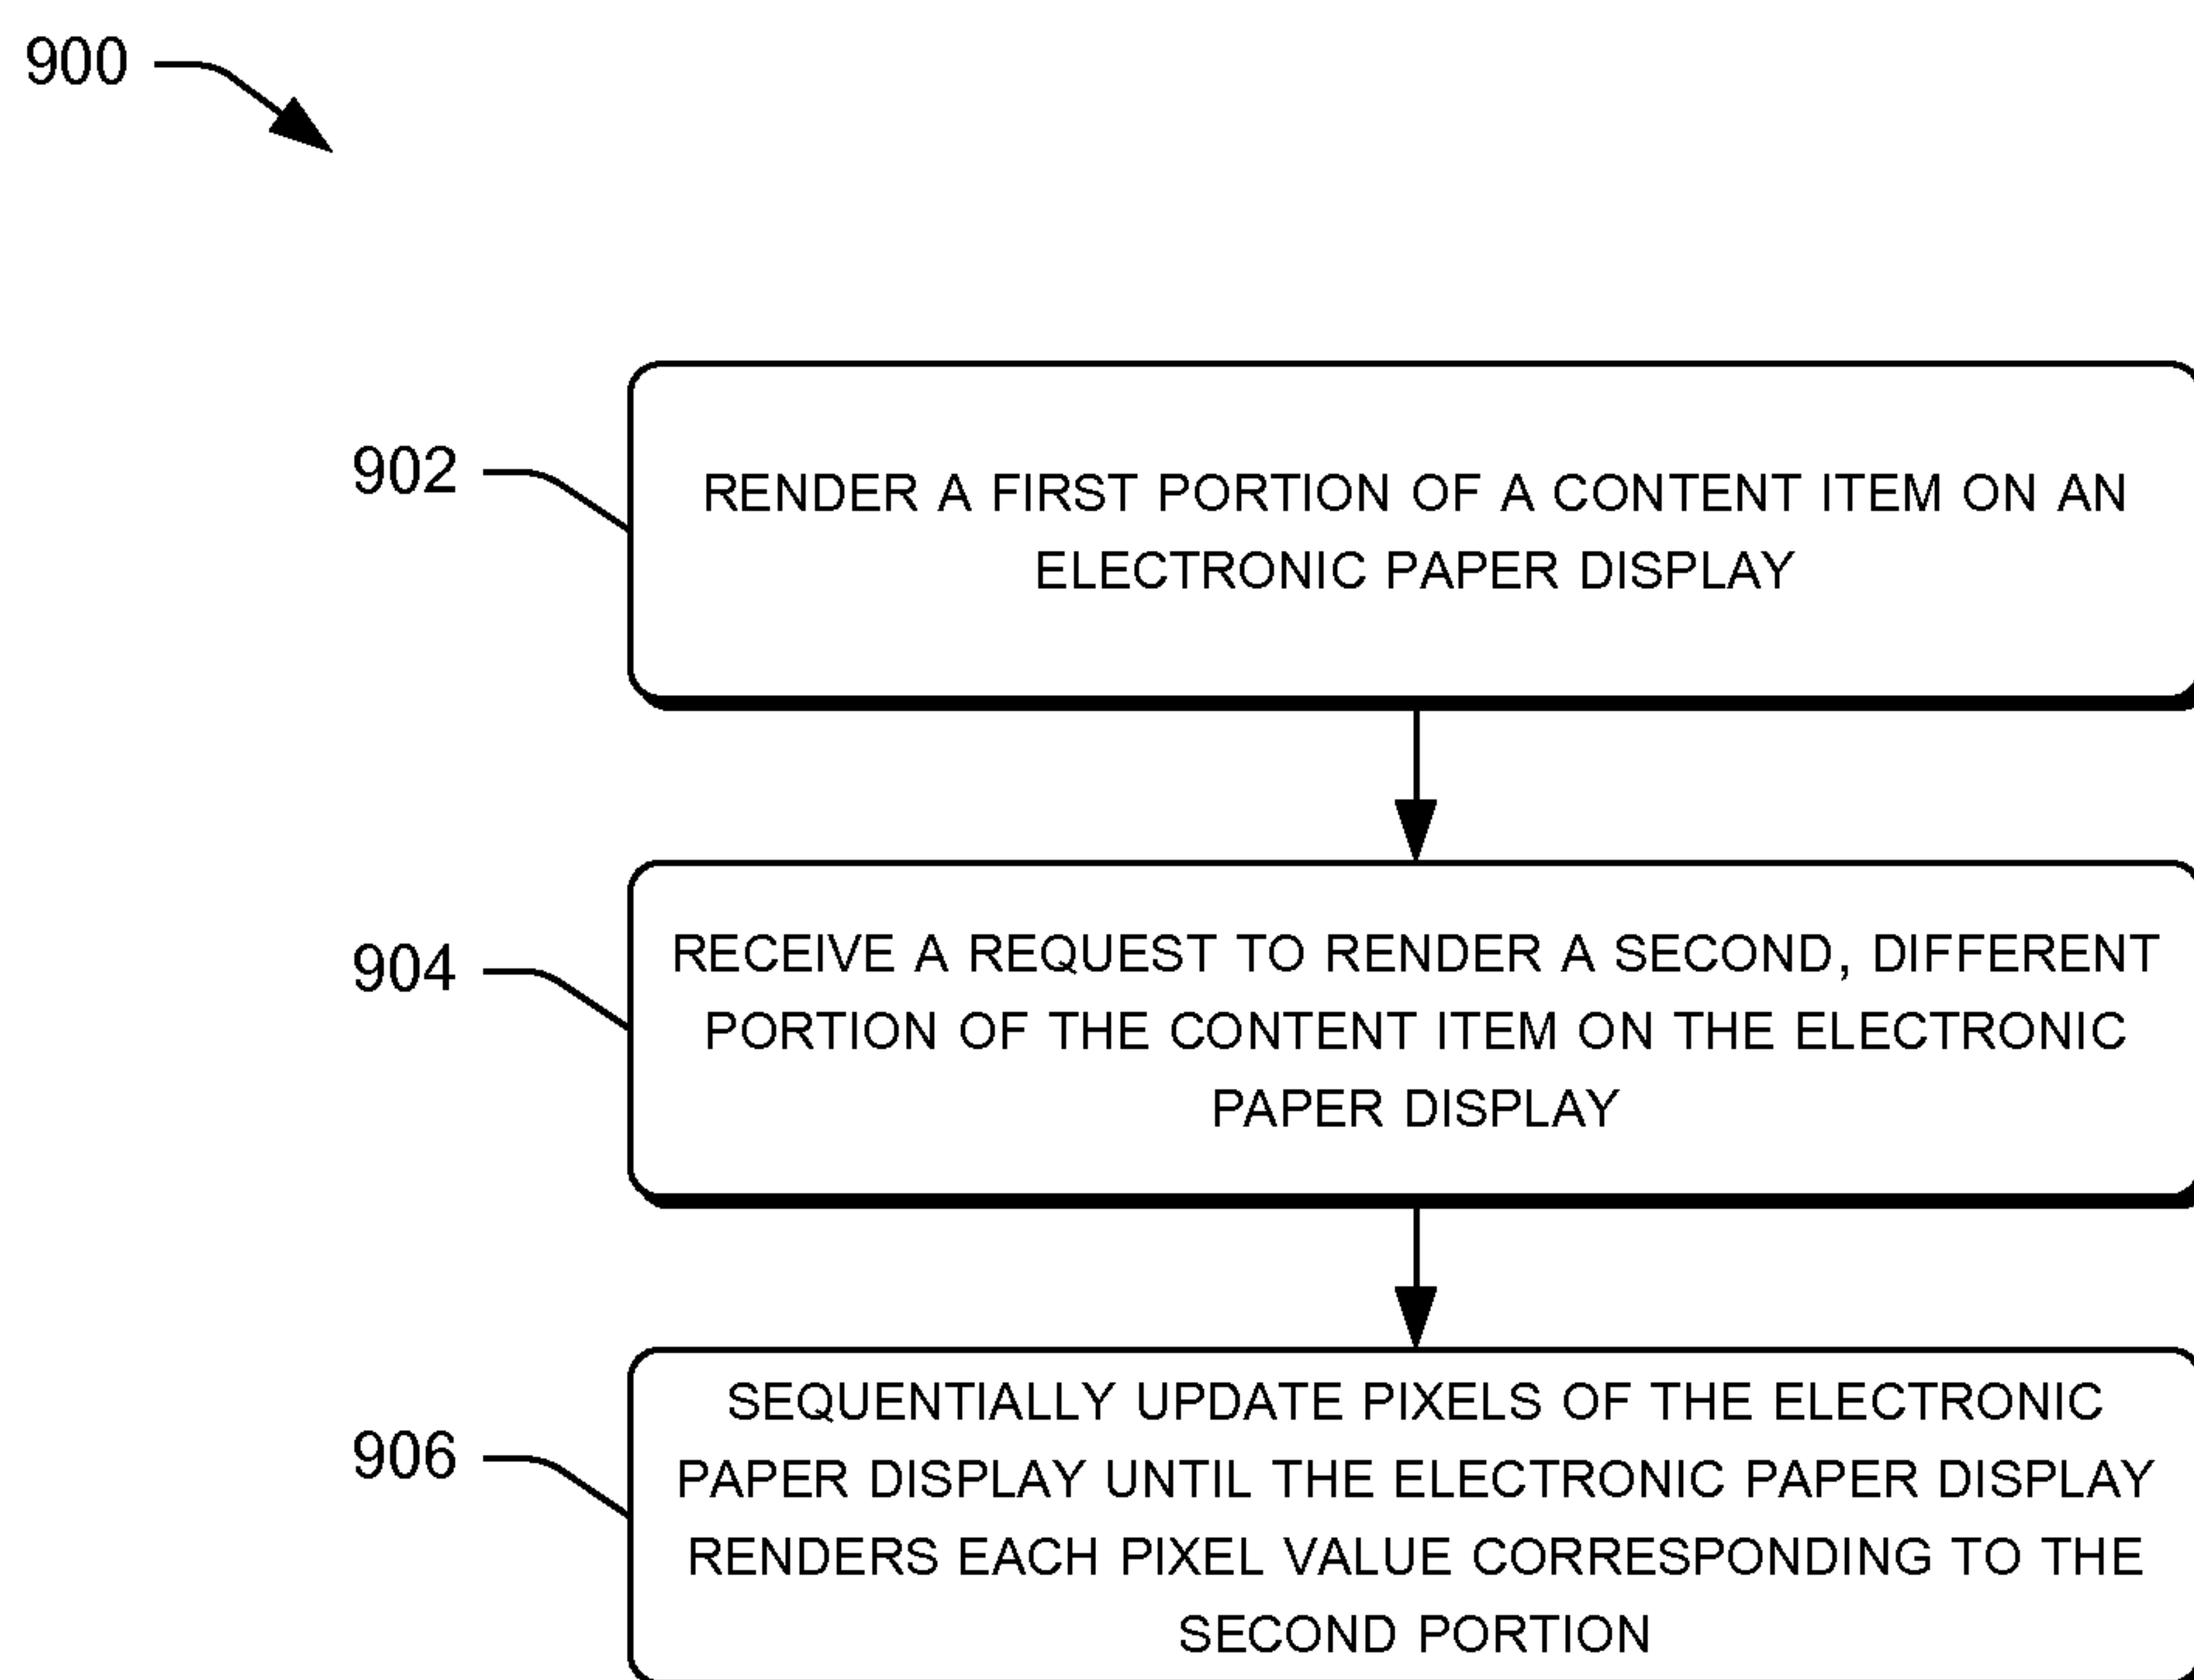 900
902
RENDER A FIRST PORTION OF A CONTENT ITEM ON AN
ELECTRONIC PAPER DISPLAY
904
RECEIVE A REQUEST TO RENDER A SECOND, DIFFERENT
PORTION OF THE CONTENT ITEM ON THE ELECTRONIC
PAPER DISPLAY
906
SEQUENTIALLY UPDATE PIXELS OF THE ELECTRONIC
PAPER DISPLAY UNTIL THE ELECTRONIC PAPER DISPLAY
RENDERS EACH PIXEL VALUE CORRESPONDING TO THE
SECOND PORTION